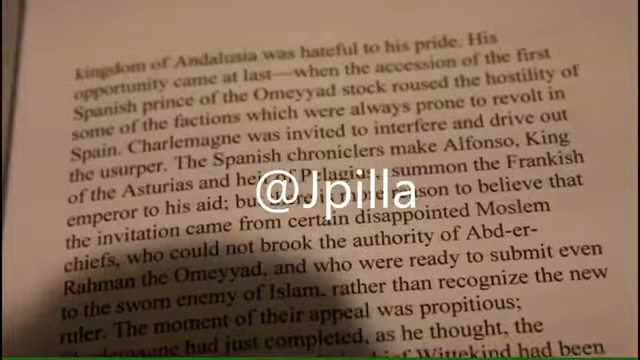 kingdom of Andalusia was hateful to his pride. His
opportunity came at last—when the accession of the first
Spanish prince of the Omeyyad stock roused the hostility of
some of the factions which were always prone to revolt in
Spain. Charlemagne was invited to interfere and drive out
the usurper. The Spanish chroniclers make Alfonso, King
of the Asturias and heir of Pelagius, summon the Frankish
emperor to his aid; but there is more reason to believe that
the invitation came from certain disappointed Moslem
chiefs, who could not brook the authority of Abd-er-
Rahman the Omeyyad, and who were ready to submit even
to the sworn enemy of Islam. rather than recognize the new
ruler. The moment of their appeal was propitious;
had just completed, as he thought, the
Wittekind had been
@Jpilla